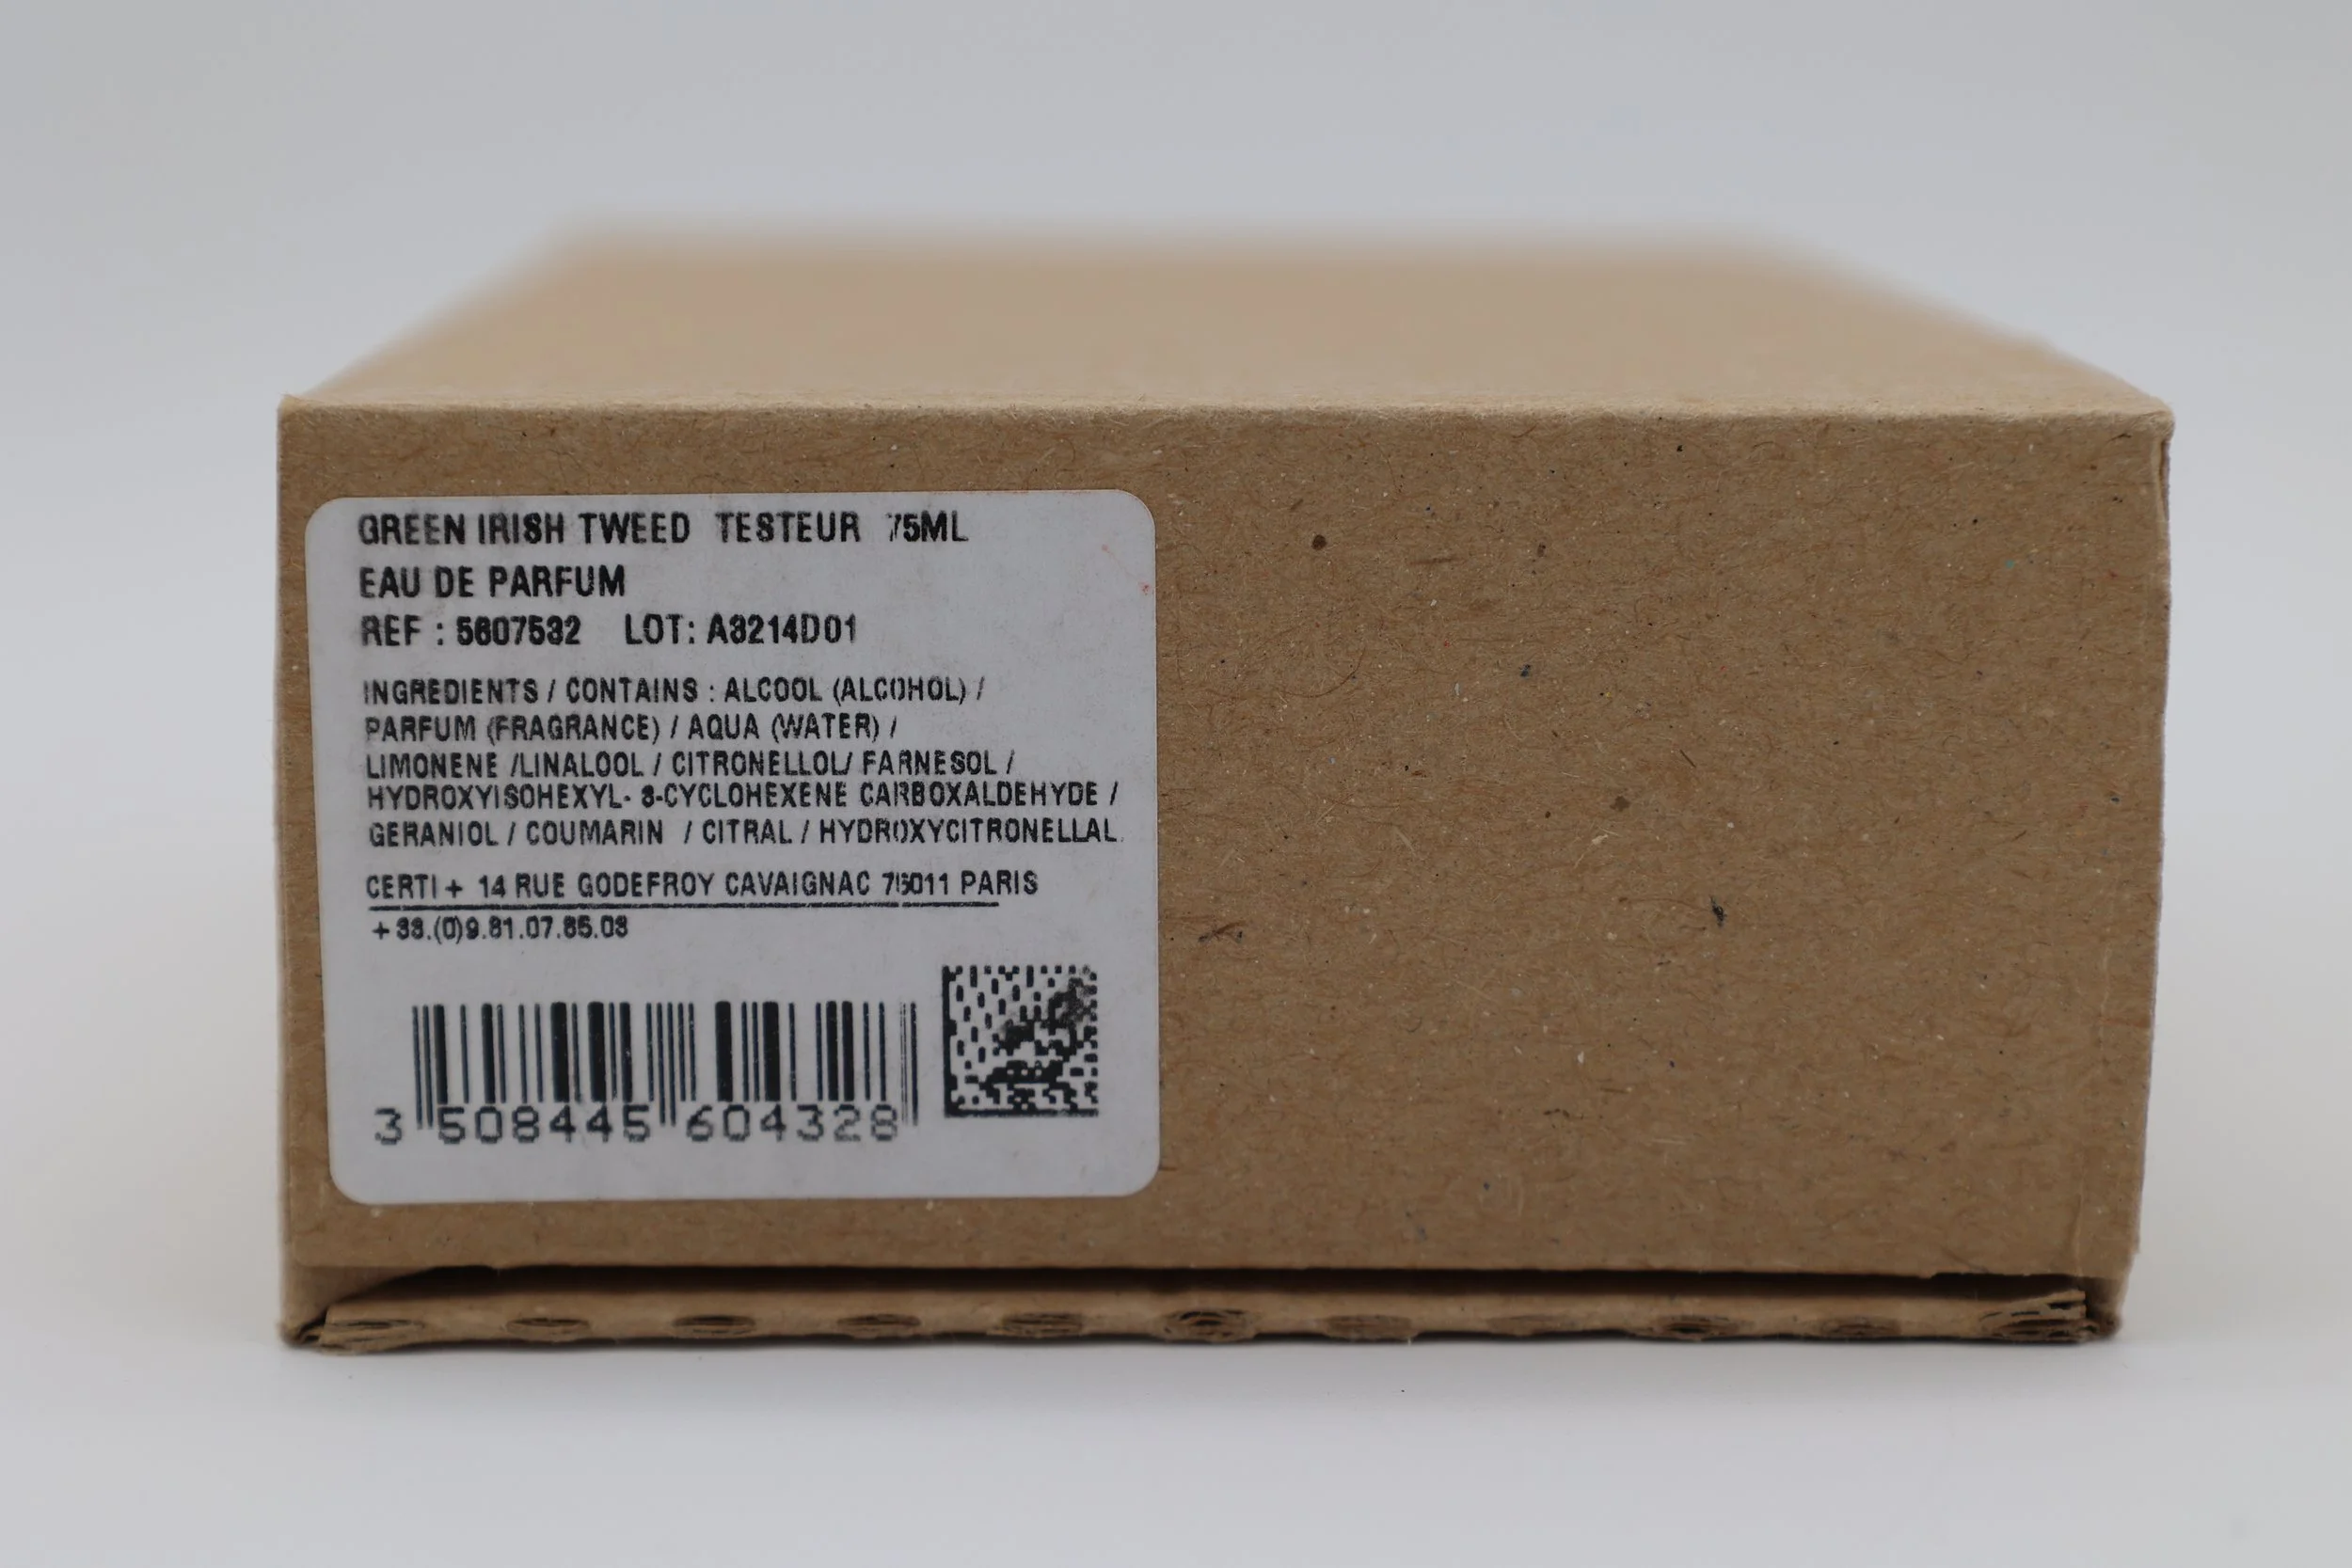 GREEN IRISH TWEED TESTEUR 75ML
EAU DE PARFUM
REF : 5607532 LOT: A3214D01
INGREDIENTS / CONTAINS : ALCOOL (ALCOHOL) /
PARFUM (FRAGRANCE) / AQUA (WATER) /
LIMONENE /LINALOOL / CITRONELLOL/ FARNESOL /
HYDROXYISOHEXYL- 3-CYCLOHEXENE CARBOXALDEHYDE /
GERANIOL / COUMARIN / CITRAL / HYDROXYCITRONELLAL.
CERTI + 14 RUE GODEFROY CAVAIGNAC 75011 PARIS
+ 33.(0)9.81.07.85.03
3 508445 604328